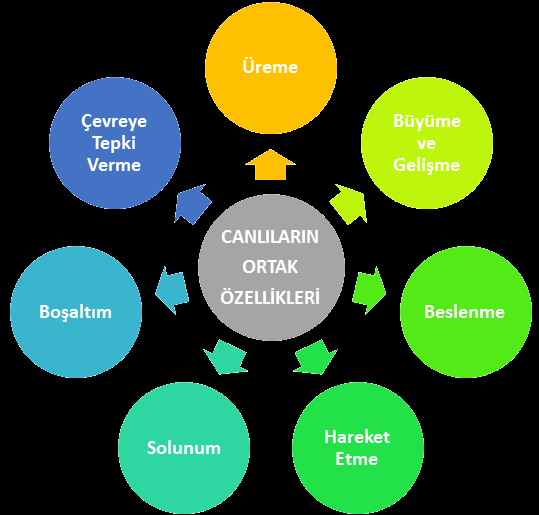 Üreme
Büyüme
ve
Gelişme
Beslenme
Hareket
Etme
Solunum
Boşaltım
Çevreye
Tepki
Verme
CANLILARIN
ORTAK
ÖZELLİKLERİ